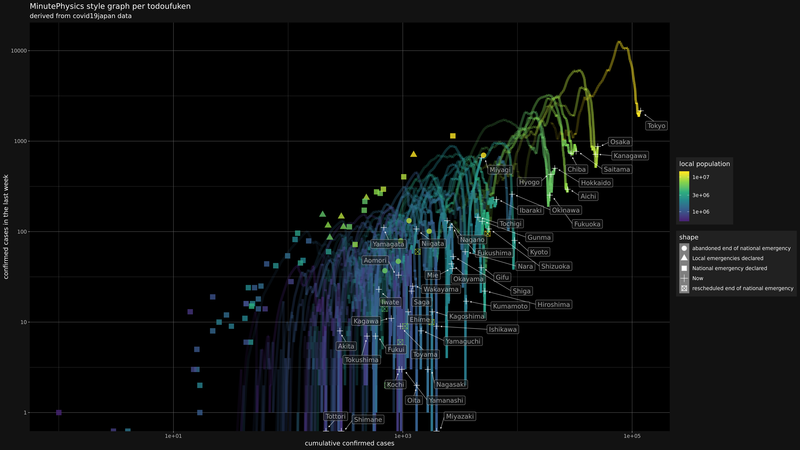 MinutePhysics style graph per todoufuken
derived from covid19japan data
confirmed cases in the last week
10000
1000
100
10
1
Tokyo
Osaka
Kanagawa
Miyagi
Chiba
Saitama
Hyogo
Hokkaido
Aichi
Ibaraki
Okinawa
Tochigi
Fukuoka
Yamagata
Niigata
Nagano
Gunma
Aomori
Fukushima
Kyoto
Mie
Okayama
Gifu
Nara
Shizuoka
Iwate
Saga
Wakayama
Shiga
Kagawa
Ehime
Kagoshima
Kumamoto
Hiroshima
Akita
Ishikawa
Tokushima
Fukui
Toyama
Yamaguchi
Kochi
Nagasaki
Oita
Yamanashi
Tottori
Shimane
Miyazaki
1e+01
1e+03
1e+05
cumulative confirmed cases
local population
1e+07
3e+06
1e+06
shape
abandoned end of national emergency
Local emergencies declared
National emergency declared
Now
rescheduled end of national emergency